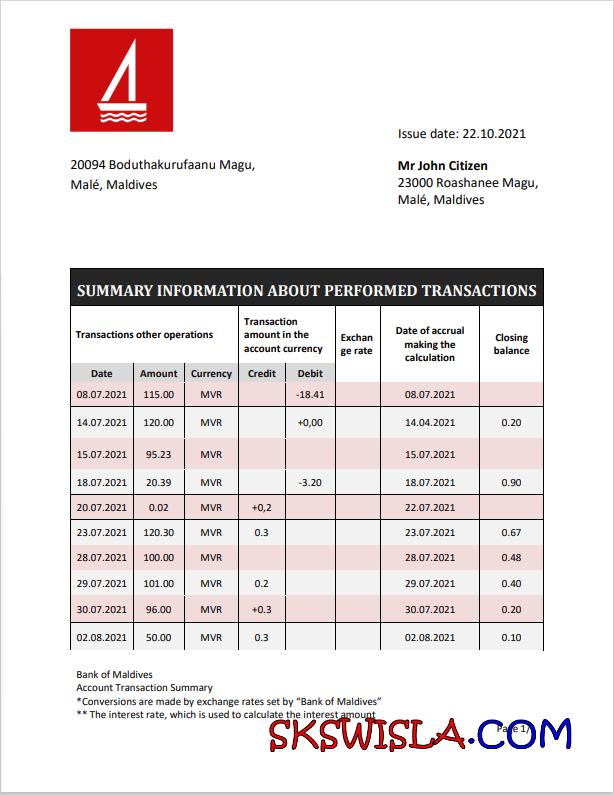 Issue date: 22.10.2021
20094 Boduthakurufaanu Magu,
Malé, Maldives
Mr John Citizen
23000 Roashanee Magu,
Malé, Maldives
SUMMARY INFORMATION ABOUT PERFORMED TRANSACTIONS
Transactions other operations
Transaction
amount in the
account currency
Exchan
ge rate
Date of accrual
making the
calculation
Closing
balance
Date Amount Currency Credit Debit
08.07.2021 115.00 MVR -18.41 08.07.2021
14.07.2021 120.00 MVR +0,00 14.04.2021 0.20
15.07.2021 95.23 MVR 15.07.2021
18.07.2021 20.39 MVR -3.20 18.07.2021 0.90
20.07.2021 0.02 MVR +0,2 22.07.2021
23.07.2021 120.30 MVR 0.3 23.07.2021 0.67
28.07.2021 100.00 MVR 28.07.2021 0.48
29.07.2021 101.00 MVR 0.2 29.07.2021 0.40
30.07.2021 96.00 MVR +0.3 30.07.2021 0.20
02.08.2021 50.00 MVR 0.3 02.08.2021 0.10
Bank of Maldives
Account Transaction Summary
*Conversions are made by exchange rates set by “Bank of Maldives”
** The interest rate, which is used to calculate the interest amount
SKSWISLA.COM
Page 1/